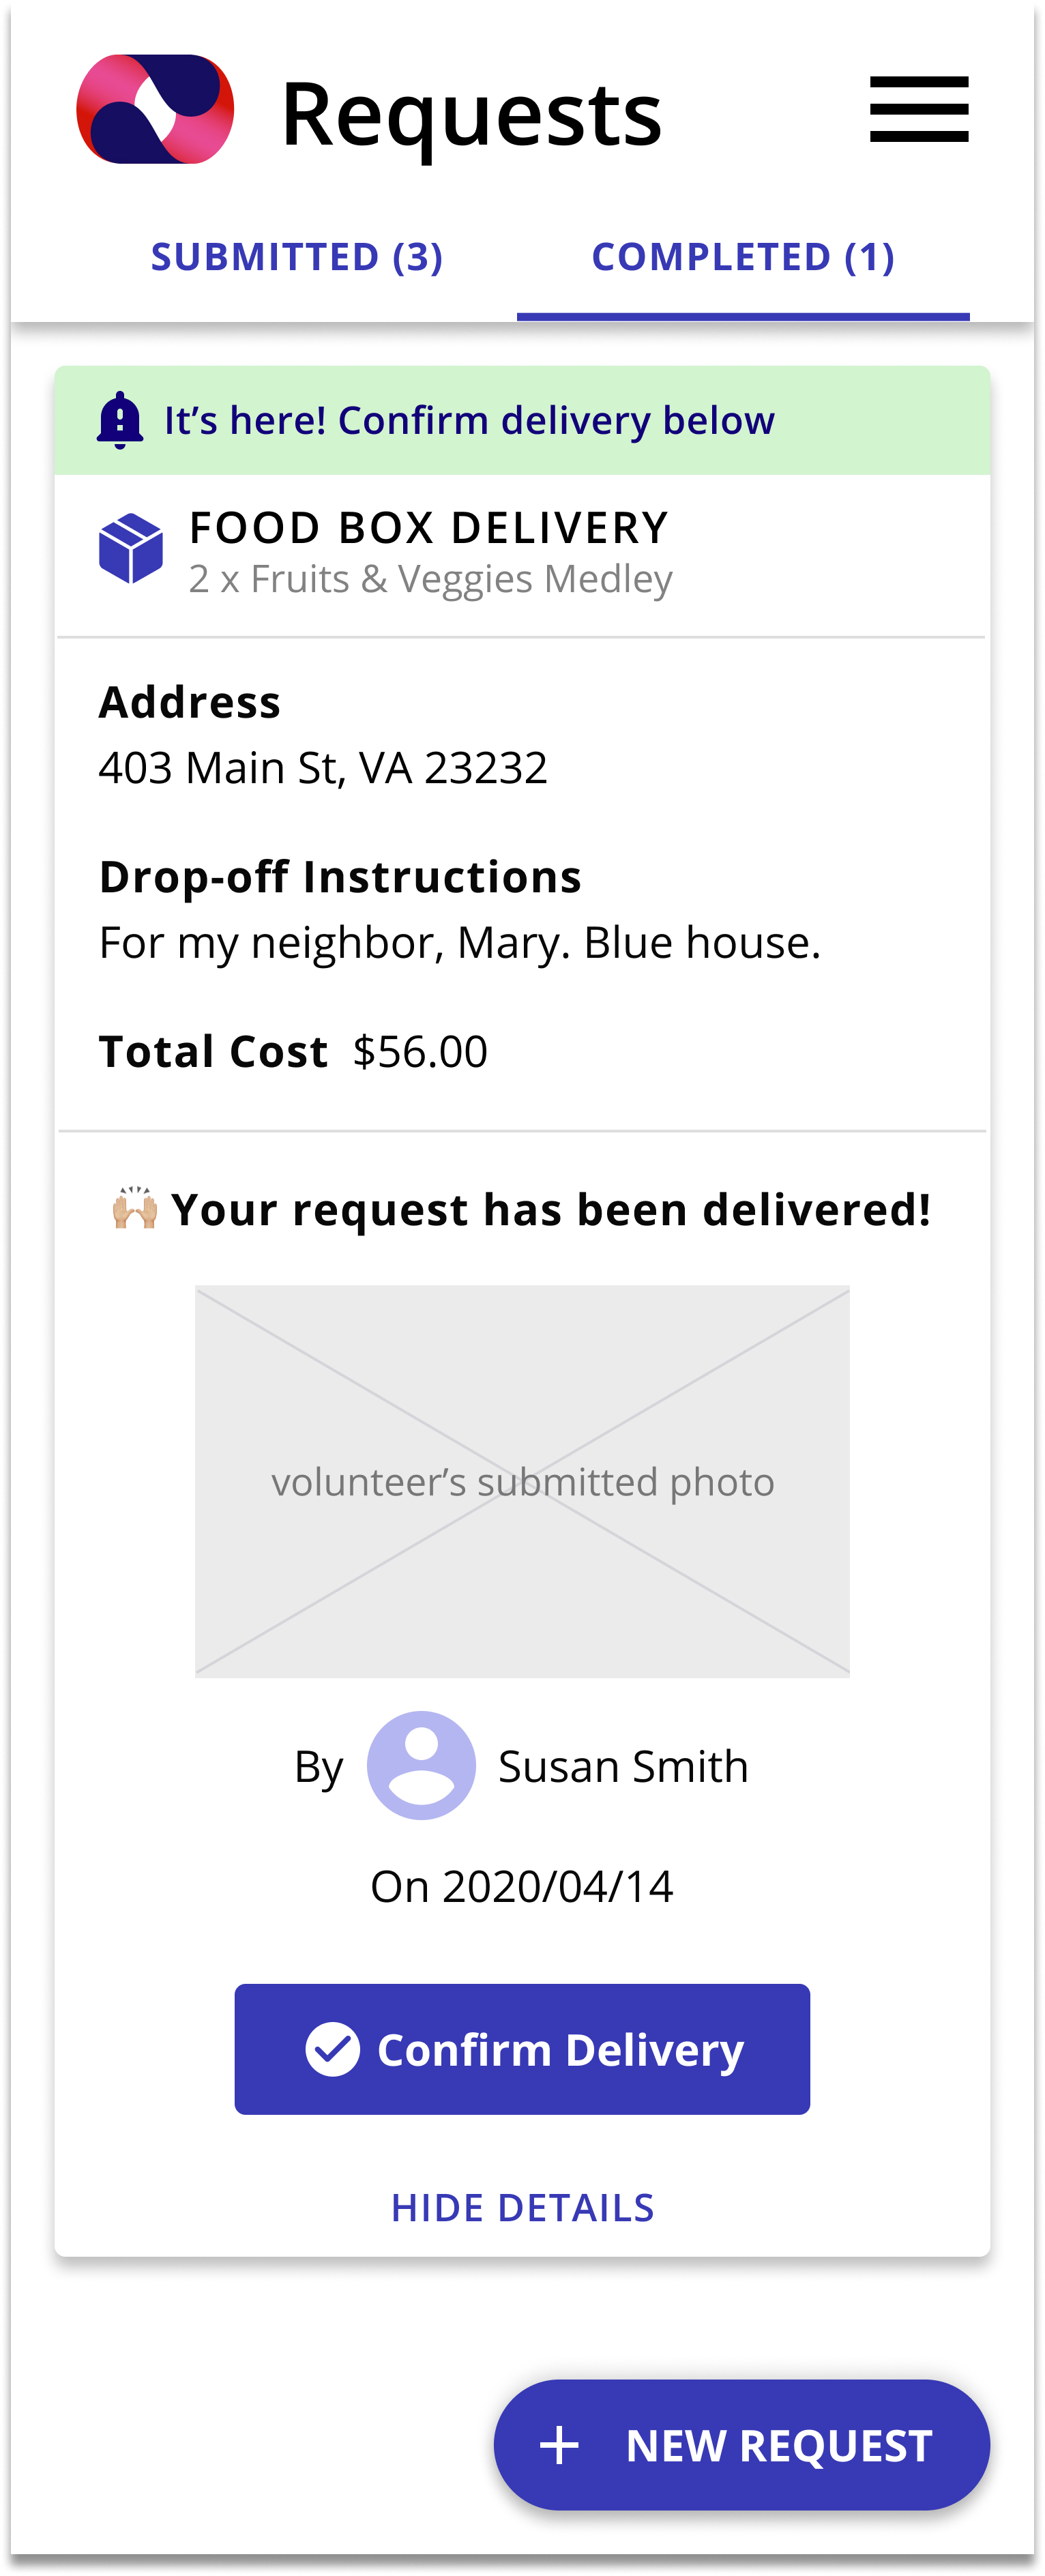 Requests
SUBMITTED (3) COMPLETED (1)
It’s here! Confirm delivery below
FOOD BOX DELIVERY
2 x Fruits & Veggies Medley
Address
403 Main St, VA 23232
Drop-off Instructions
For my neighbor, Mary. Blue house.
Total Cost $56.00
🙌🏼 Your request has been delivered!
volunteer’s submitted photo
By Susan Smith
On 2020/04/14
Confirm Delivery
HIDE DETAILS
+ NEW REQUEST